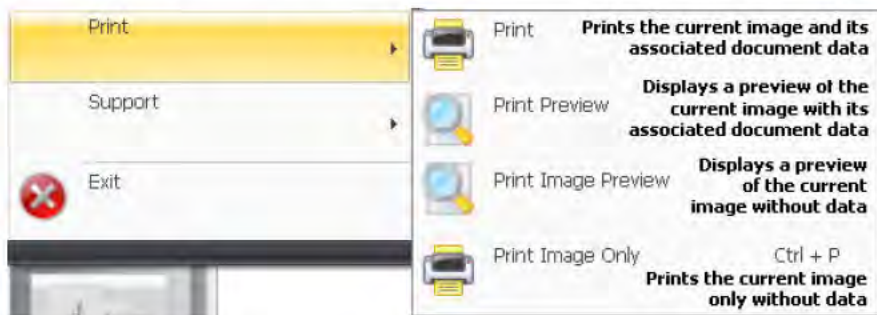 Print
Support
Exit
Print Prints the current image and its
associated document data
Displays a preview of the
Print Preview current image with its
associated document data
Displays a preview
Print Image Preview of the current
image without data
Print Image Only Ctrl + P
Prints the current image
only without data